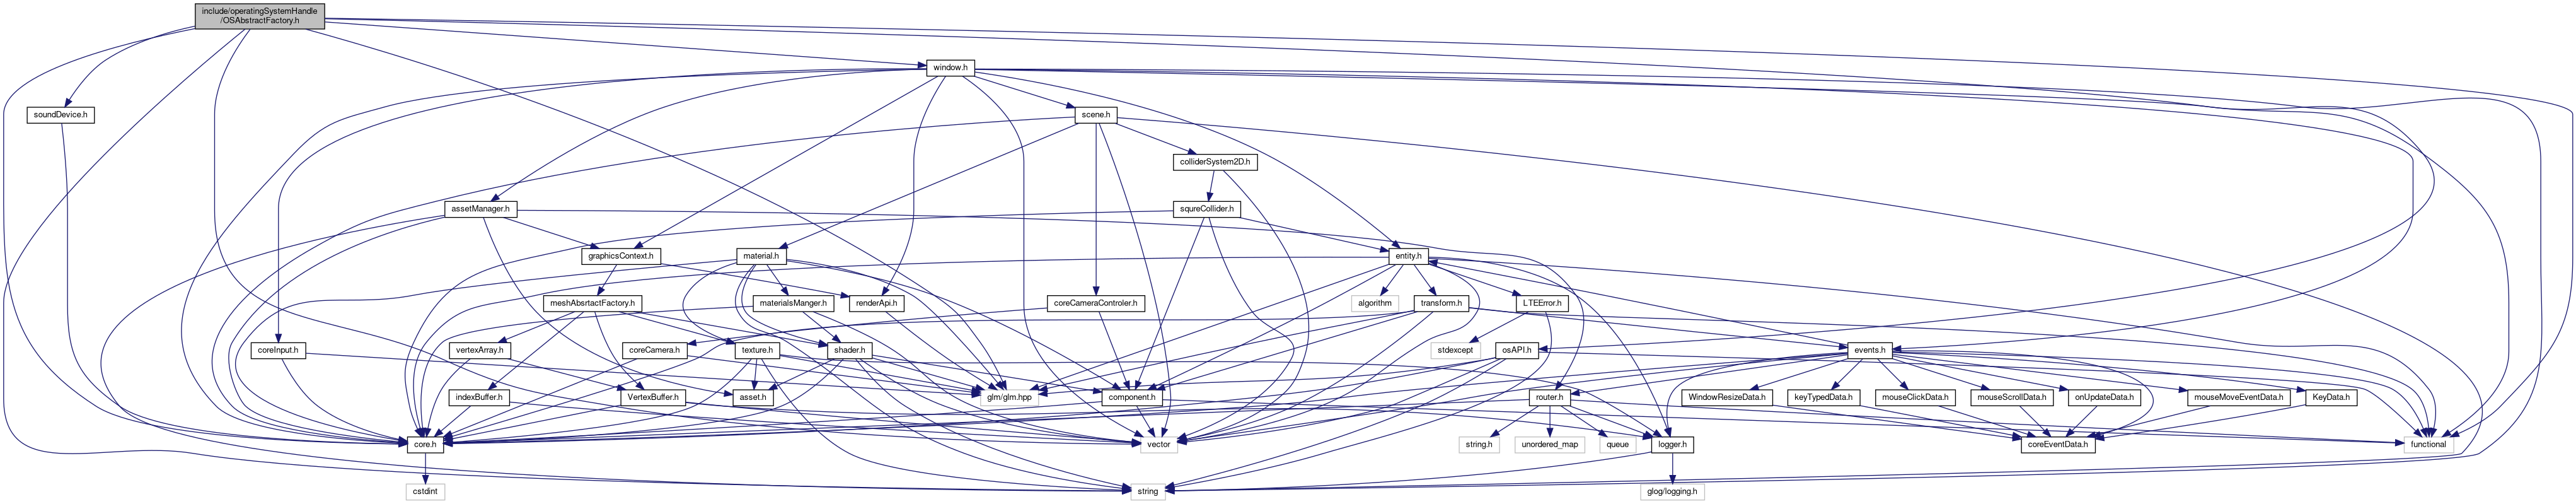 include/operatingSystemHandle
/OSAbstractFactory.h
window.h
soundDevice.h
scene.h
colliderSystem2D.h
assetManager.h
squreCollider.h
graphicsContext.h
material.h
entity.h
meshAbsrtactFactory.h
materialsManger.h
renderApi.h
coreCameraControler.h
algorithm
transform.h
LTEError.h
coreInput.h
vertexArray.h
coreCamera.h
texture.h
shader.h
stdexcept
osAPI.h
events.h
indexBuffer.h
VertexBuffer.h
asset.h
glm/glm.hpp
component.h
router.h
WindowResizeData.h
keyTypedData.h
mouseClickData.h
mouseScrollData.h
onUpdateData.h
mouseMoveEventData.h
KeyData.h
core.h
vector
string.h
unordered_map
queue
logger.h
coreEventData.h
functional
cstdint
string
glog/logging.h